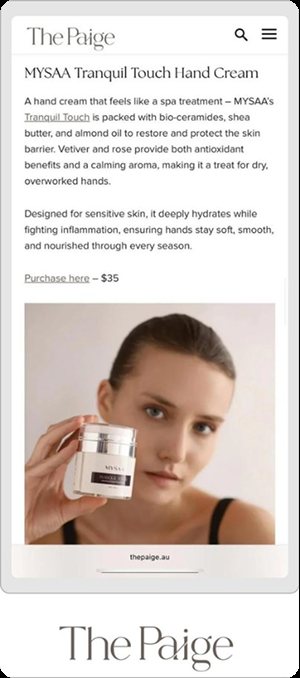 The Paige
MYSAA Tranquil Touch Hand Cream
A hand cream that feels like a spa treatment – MYSAA's
Tranquil Touch is packed with bio-ceramides, shea
butter, and almond oil to restore and protect the skin
barrier. Vetiver and rose provide both antioxidant
benefits and a calming aroma, making it a treat for dry,
overworked hands.
Designed for sensitive skin, it deeply hydrates while
fighting inflammation, ensuring hands stay soft, smooth,
and nourished through every season.
Purchase here – $35
MYSAA
thepaige.au
The Paige